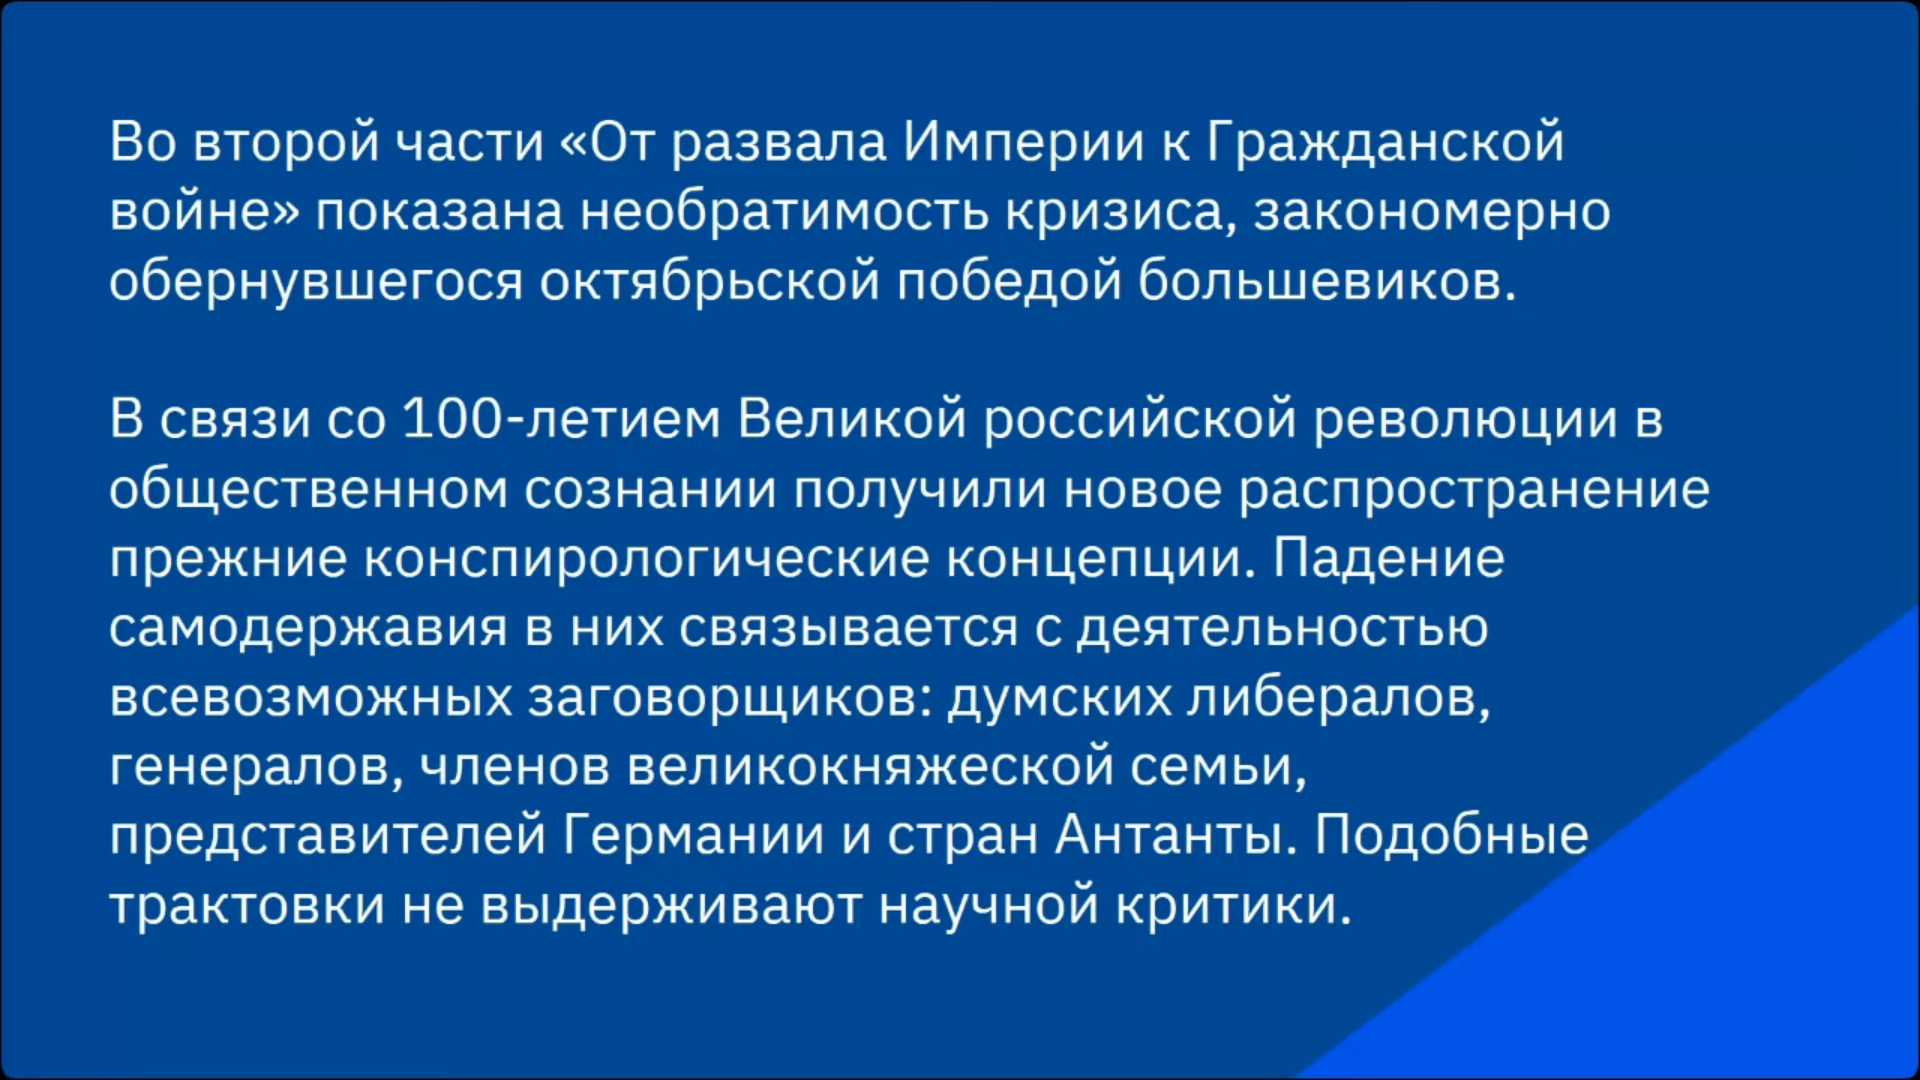 Во второй части «От развала Империи к Гражданской
войне» показана необратимость кризиса, закономерно
обернувшегося октябрьской победой большевиков.
В связи со 100-летием Великой российской революции в
общественном сознании получили новое распространение
прежние конспирологические концепции. Падение
самодержавия в них связывается с деятельностью
всевозможных заговорщиков: думских либералов,
генералов, членов великокняжеской семьи,
представителей Германии и стран Антанты. Подобные
трактовки не выдерживают научной критики.